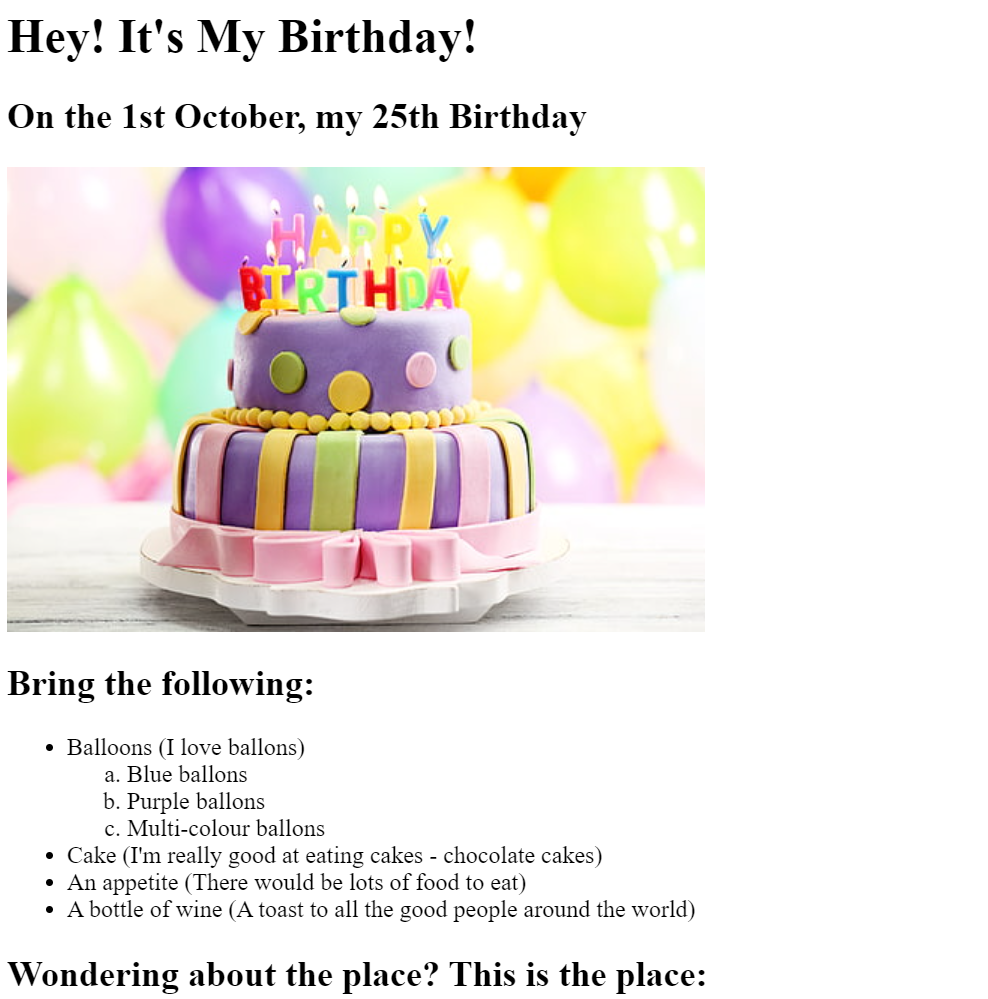 Hey! It's My Birthday!
On the 1st October, my 25th Birthday
HAPPY
BIRTHDAY
Bring the following:
• Balloons (I love ballons)
a. Blue ballons
b. Purple ballons
c. Multi-colour ballons
• Cake (I'm really good at eating cakes - chocolate cakes)
• An appetite (There would be lots of food to eat)
• A bottle of wine (A toast to all the good people around the world)
Wondering about the place? This is the place: